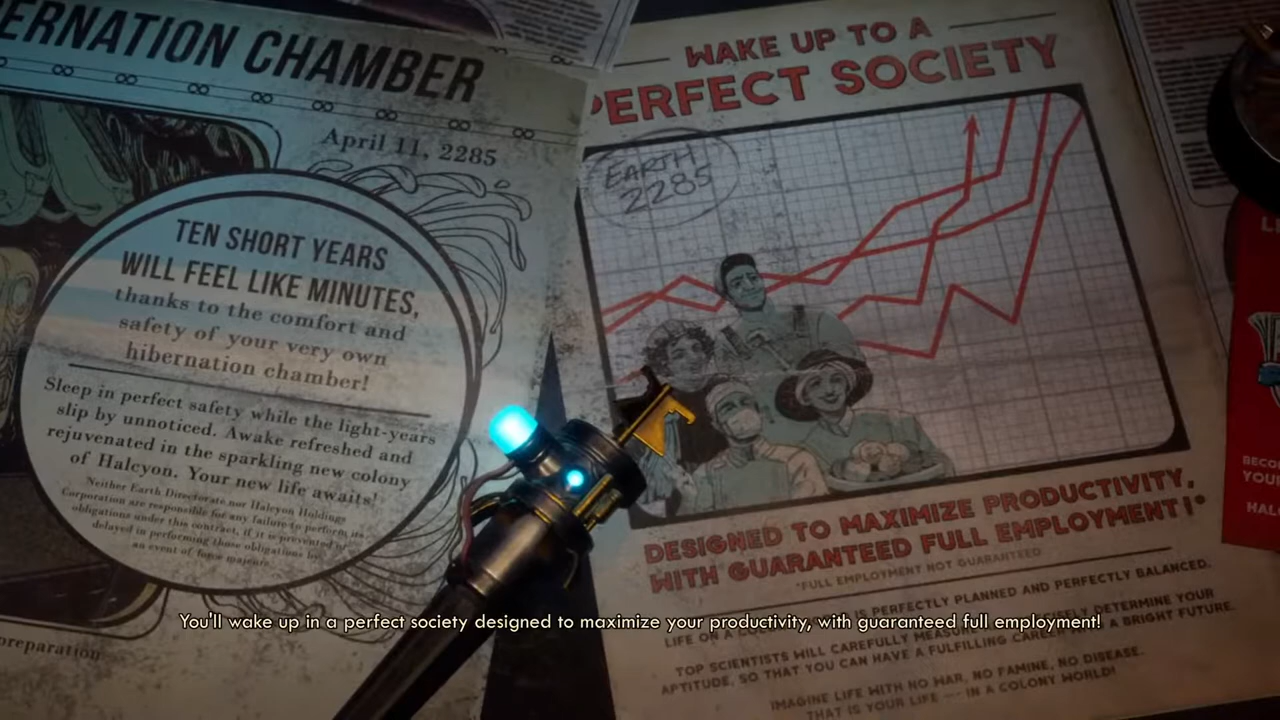 ERNATION CHAMBER
April 11, 2285
TEN SHORT YEARS
WILL FEEL LIKE MINUTES,
thanks to the comfort and
safety of your very own
hibernation chamber!
Sleep in perfect safety while the light-years
slip by unnoticed. Awake refreshed and
rejuvenated in the sparkling new colony
of Halcyon. Your new life awaits!
Neither Earth Directorate nor Halcyon Holdings
Corporation are responsible for any failure to perform its
obligations under this contract, if it is prevented or
delayed in performing those obligations by
an event of force majeure.
preparation
WAKE UP TO A
PERFECT SOCIETY
EARTH
2285
DESIGNED TO MAXIMIZE PRODUCTIVITY,
WITH GUARANTEED FULL EMPLOYMENT!*
*FULL EMPLOYMENT NOT GUARANTEED
LIFE ON A IS PERFECTLY PLANNED AND PERFECTLY BALANCED.
TOP SCIENTISTS WILL CAREFULLY MEASURE DETERMINE YOUR
APTITUDE, SO THAT YOU CAN HAVE A FULFILLING CAREER AND A BRIGHT FUTURE.
IMAGINE LIFE WITH NO WAR, NO FAMINE, NO DISEASE.
THAT IS YOUR LIFE -- IN A COLONY WORLD!
You'll wake up in a perfect society designed to maximize your productivity, with guaranteed full employment!